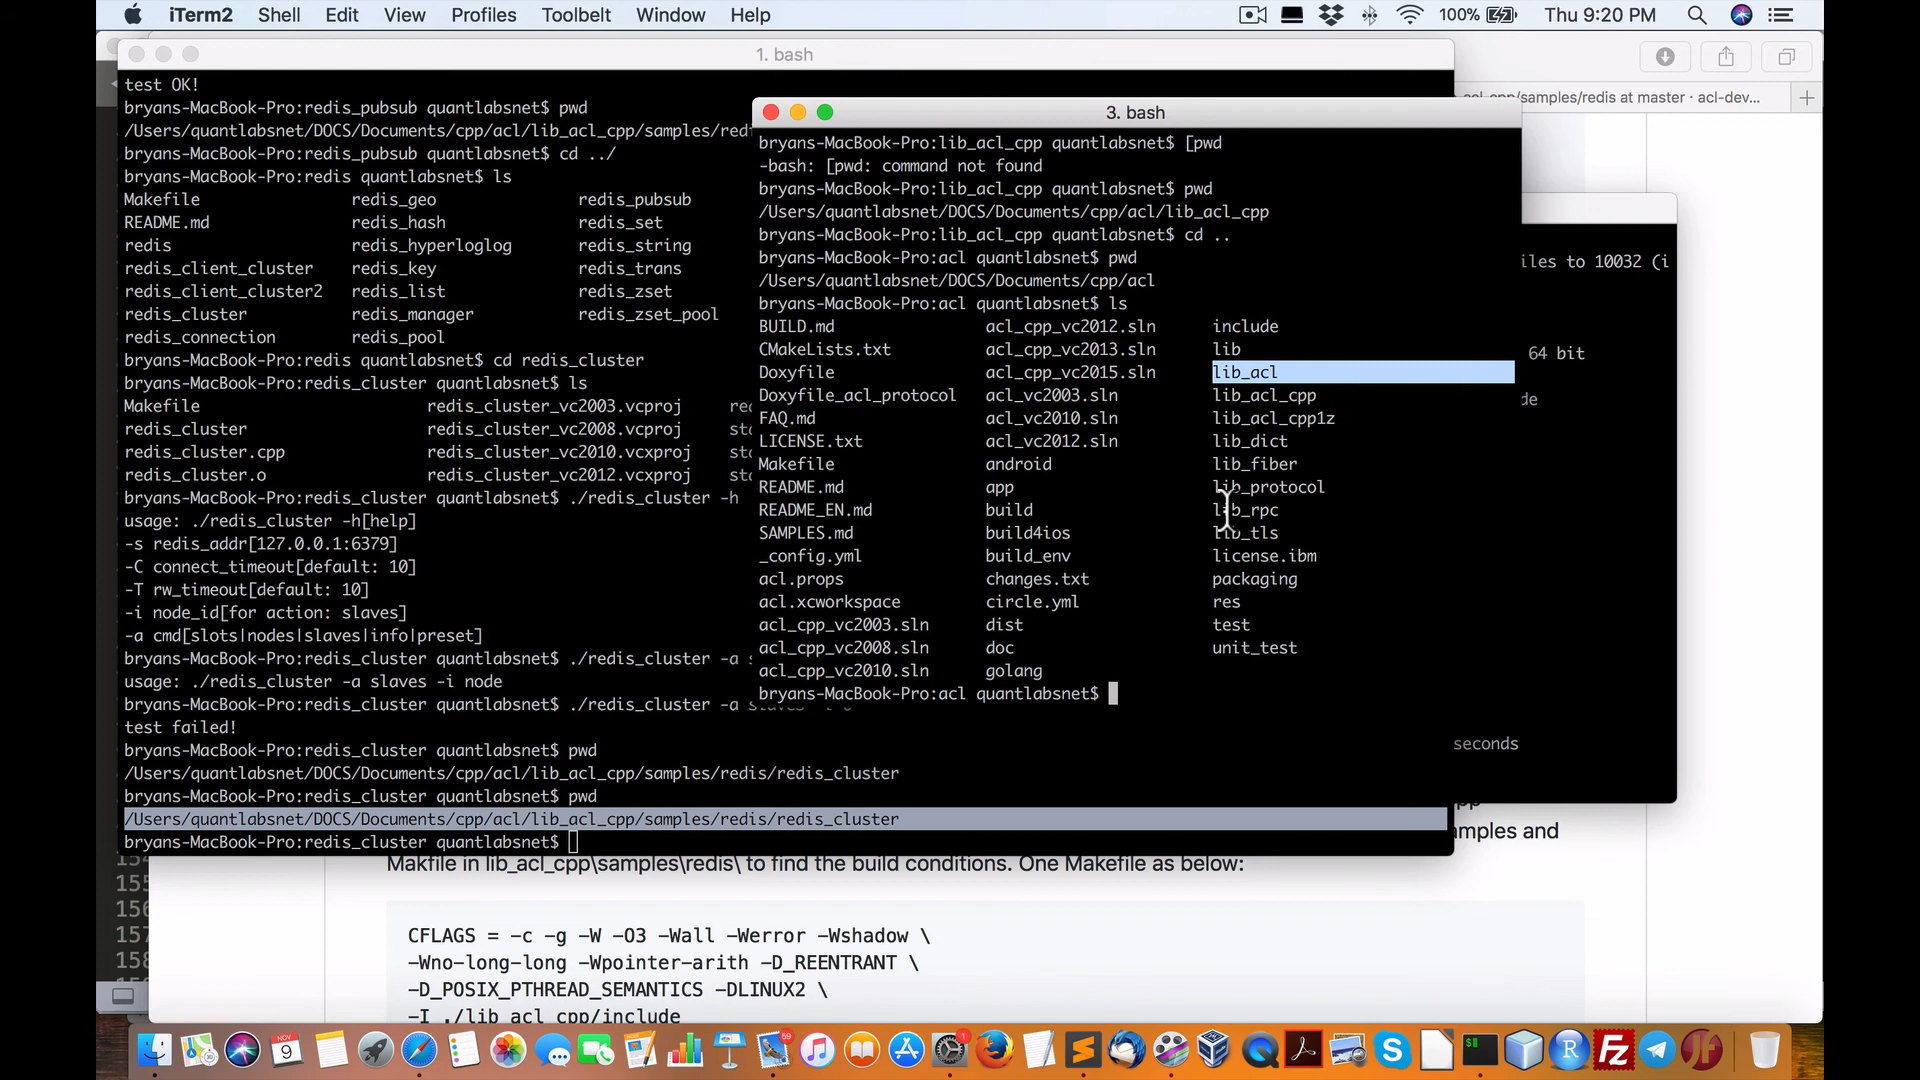 iTerm2 Shell Edit View Profiles Toolbelt Window Help 100% Thu 9:20 PM
1. bash
test OK!
bryans-MacBook-Pro:redis_pubsub quantlabsnet$ pwd
/Users/quantlabsnet/DOCS/Documents/cpp/acl/lib_acl_cpp/samples/red
bryans-MacBook-Pro:redis_pubsub quantlabsnet$ cd ../
bryans-MacBook-Pro:redis quantlabsnet$ ls
Makefile redis_geo redis_pubsub
README.md redis_hash redis_set
redis redis_hyperloglog redis_string
redis_client_cluster redis_key redis_trans
redis_client_cluster2 redis_list redis_zset
redis_cluster redis_manager redis_zset_pool
redis_connection redis_pool
bryans-MacBook-Pro:redis quantlabsnet$ cd redis_cluster
bryans-MacBook-Pro:redis_cluster quantlabsnet$ ls
Makefile redis_cluster_vc2003.vcproj re
redis_cluster redis_cluster_vc2008.vcproj st
redis_cluster.cpp redis_cluster_vc2010.vcxproj st
redis_cluster.o redis_cluster_vc2012.vcxproj st
bryans-MacBook-Pro:redis_cluster quantlabsnet$ ./redis_cluster -h
usage: ./redis_cluster -h[help]
-s redis_addr[127.0.0.1:6379]
-C connect_timeout[default: 10]
-T rw_timeout[default: 10]
-i node_id[for action: slaves]
-a cmd[slots|nodes|slaves|info|preset]
bryans-MacBook-Pro:redis_cluster quantlabsnet$ ./redis_cluster -a s
usage: ./redis_cluster -a slaves -i node
bryans-MacBook-Pro:redis_cluster quantlabsnet$ ./redis_cluster -a
test failed!
bryans-MacBook-Pro:redis_cluster quantlabsnet$ pwd
/Users/quantlabsnet/DOCS/Documents/cpp/acl/lib_acl_cpp/samples/redis/redis_cluster
bryans-MacBook-Pro:redis_cluster quantlabsnet$ pwd
/Users/quantlabsnet/DOCS/Documents/cpp/acl/lib_acl_cpp/samples/redis/redis_cluster
bryans-MacBook-Pro:redis_cluster quantlabsnet$
3. bash
bryans-MacBook-Pro:lib_acl_cpp quantlabsnet$ [pwd
-bash: [pwd: command not found
bryans-MacBook-Pro:lib_acl_cpp quantlabsnet$ pwd
/Users/quantlabsnet/DOCS/Documents/cpp/acl/lib_acl_cpp
bryans-MacBook-Pro:lib_acl_cpp quantlabsnet$ cd ..
bryans-MacBook-Pro:acl quantlabsnet$ pwd
/Users/quantlabsnet/DOCS/Documents/cpp/acl
bryans-MacBook-Pro:acl quantlabsnet$ ls
BUILD.md acl_cpp_vc2012.sln include
CMakeLists.txt acl_cpp_vc2013.sln lib
Doxyfile acl_cpp_vc2015.sln lib_acl
Doxyfile_acl_protocol acl_vc2003.sln lib_acl_cpp
FAQ.md acl_vc2010.sln lib_acl_cpp1z
LICENSE.txt acl_vc2012.sln lib_dict
Makefile android lib_fiber
README.md app lib_protocol
README_EN.md build lib_rpc
SAMPLES.md build4ios lib_tls
_config.yml build_env license.ibm
acl.props changes.txt packaging
acl.xcworkspace circle.yml res
acl_cpp_vc2003.sln dist test
acl_cpp_vc2008.sln doc unit_test
acl_cpp_vc2010.sln golang
bryans-MacBook-Pro:acl quantlabsnet$
acl_cpp/samples/redis at master · acl-dev...
iles to 10032 (i
64 bit
de
seconds
amples and
Makfile in lib_acl_cpp\samples\redis\ to find the build conditions. One Makefile as below:
CFLAGS = -c -g -W -O3 -Wall -Werror -Wshadow \
-Wno-long-long -Wpointer-arith -D_REENTRANT \
-D_POSIX_PTHREAD_SEMANTICS -DLINUX2 \
-I ./lib_acl_cpp/include
155
156
157
158
NOV
9
59
1